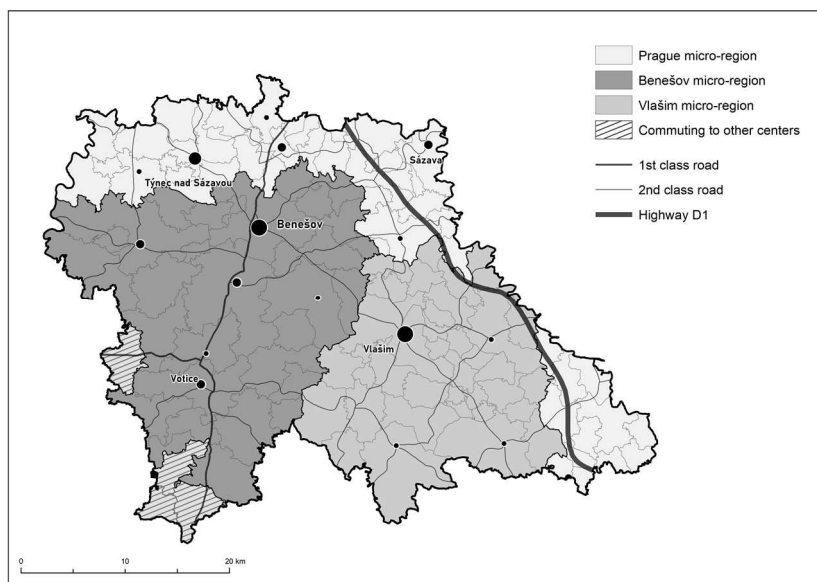 Prague micro-region
Benešov micro-region
Vlašim micro-region
Commuting to other centers
1st class road
2nd class road
Highway D1
Sázava
Týnec nad Sázavou
Benešov
Vlašim
Votice
0 10 20 km